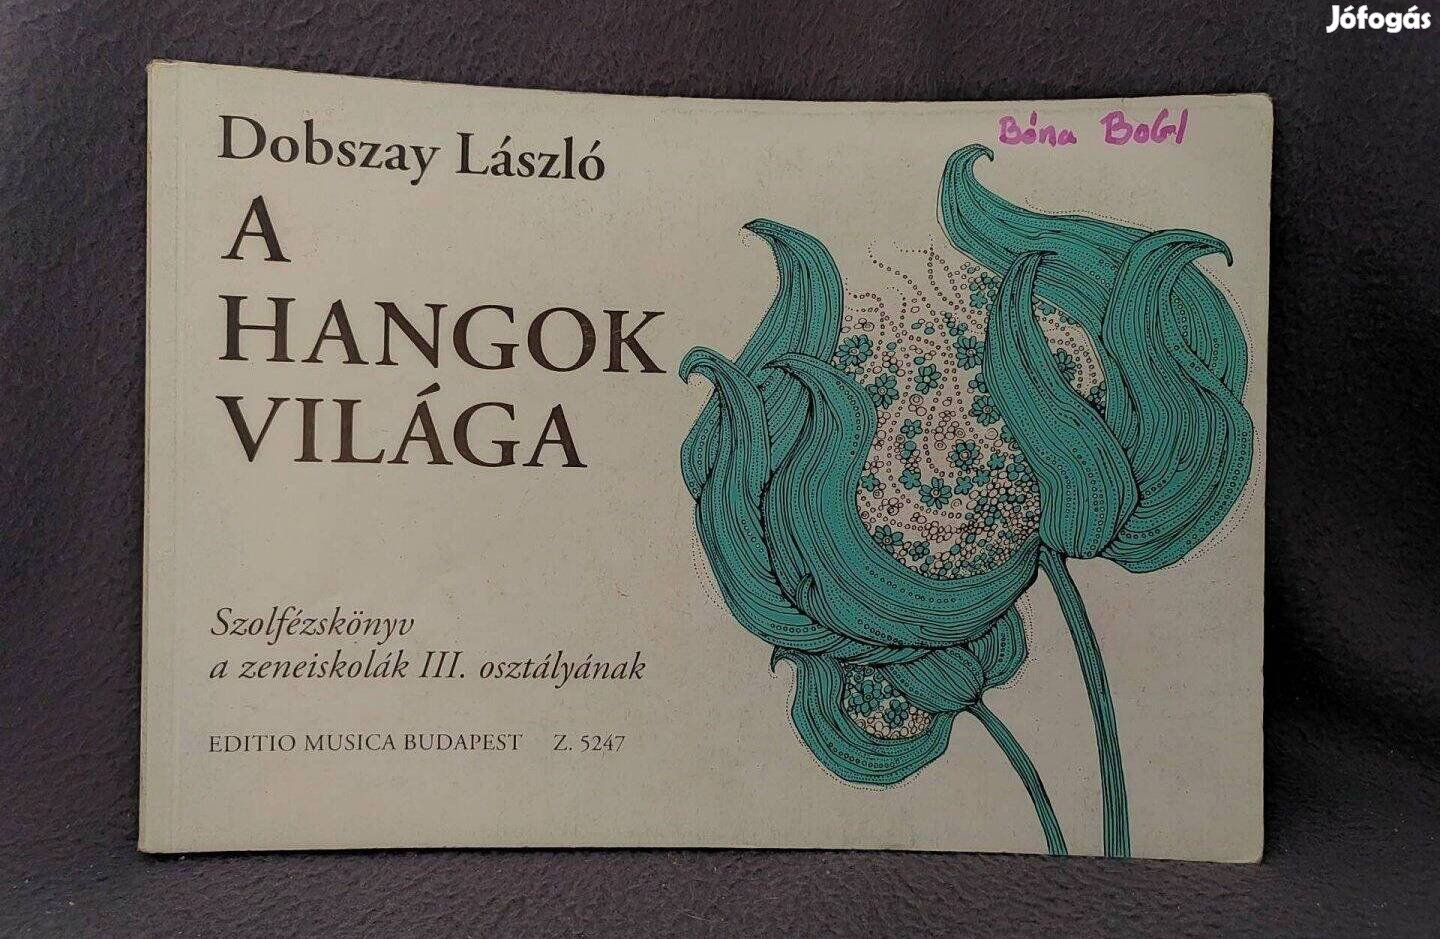 Jófogás
Bóna BoGI
Dobszay László
A
HANGOK
VILÁGA
Szolfézskönyv
a zeneiskolák III. osztályának
EDITIO MUSICA BUDAPEST Z. 5247